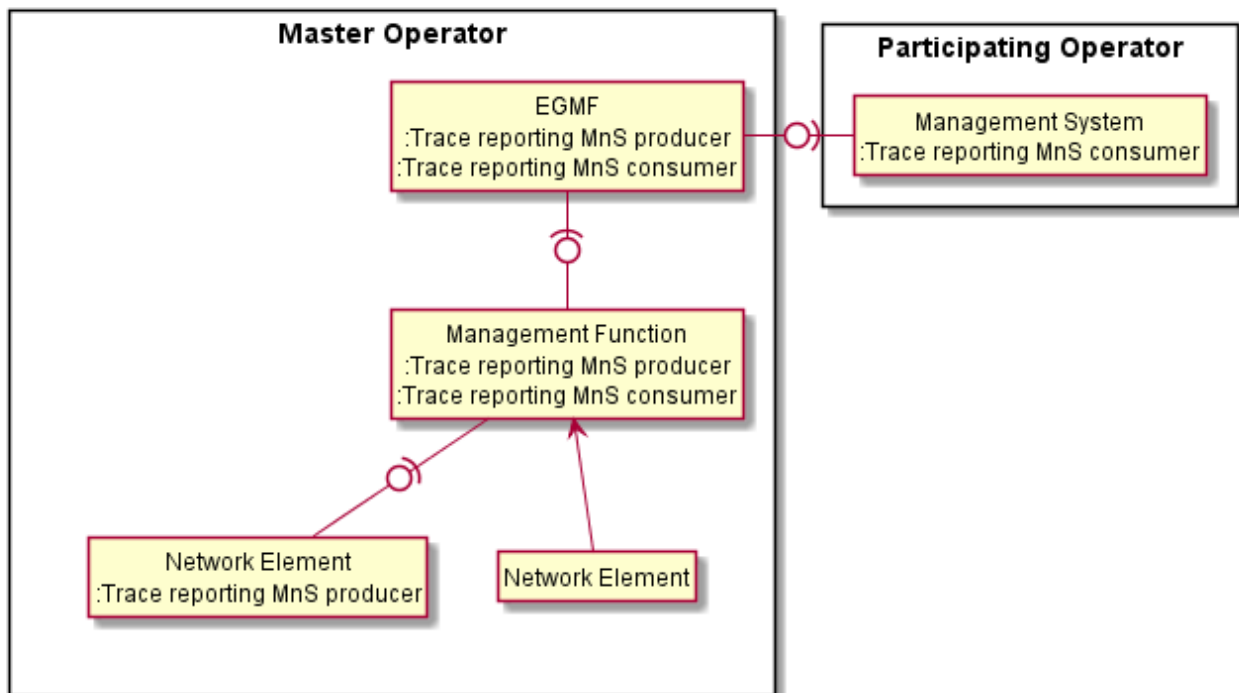 Master Operator
EGMF
:Trace reporting MnS producer
:Trace reporting MnS consumer
Participating Operator
Management System
:Trace reporting MnS consumer
Management Function
:Trace reporting MnS producer
:Trace reporting MnS consumer
Network Element
:Trace reporting MnS producer
Network Element